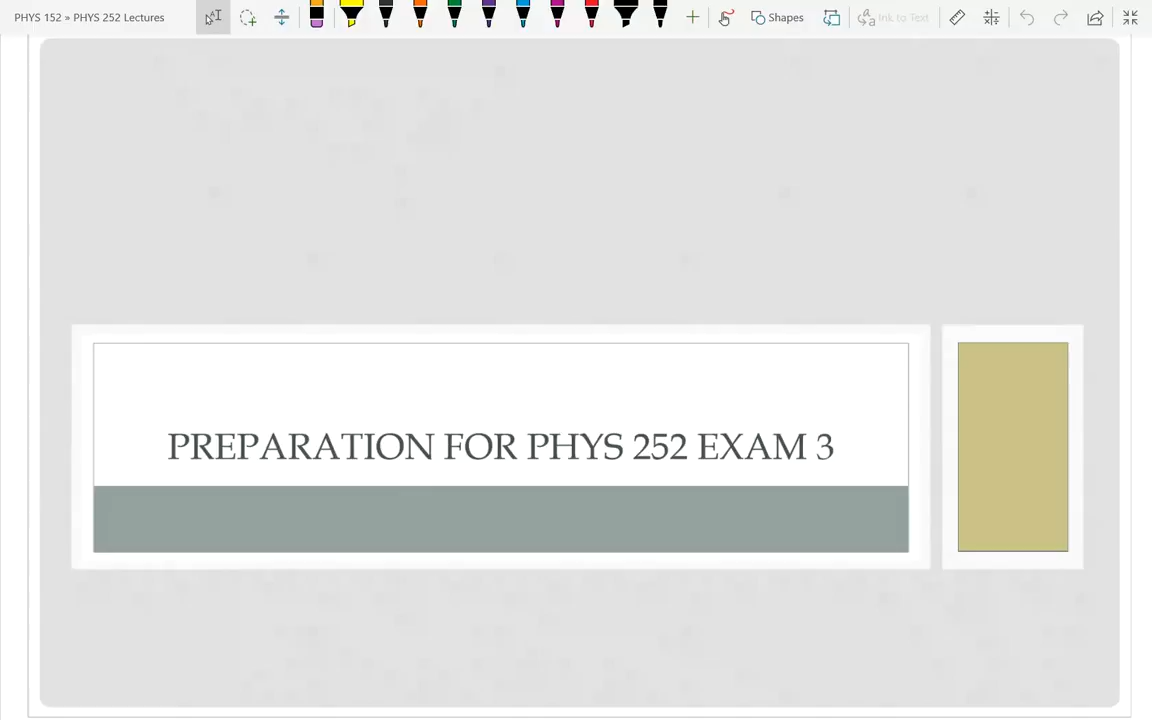 PHYS 152 » PHYS 252 Lectures
Shapes
Ink to Text
PREPARATION FOR PHYS 252 EXAM 3